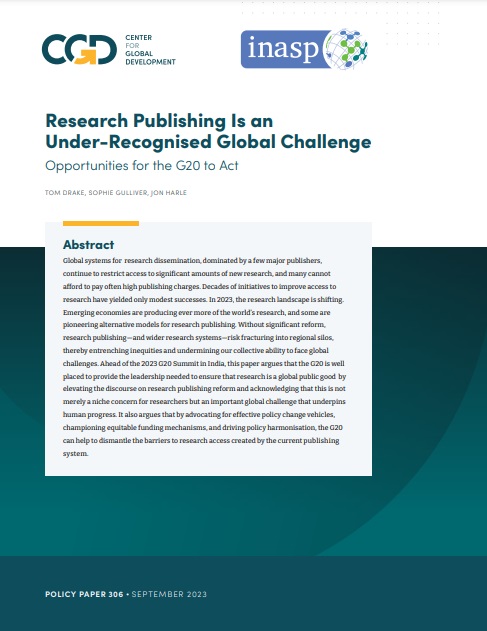 CGD
CENTER
FOR
GLOBAL
DEVELOPMENT
inasp
Research Publishing Is an
Under-Recognised Global Challenge
Opportunities for the G20 to Act
TOM DRAKE, SOPHIE GULLIVER, JON HARLE
Abstract
Global systems for research dissemination, dominated by a few major publishers,
continue to restrict access to significant amounts of new research, and many cannot
afford to pay often high publishing charges. Decades of initiatives to improve access to
research have yielded only modest successes. In 2023, the research landscape is shifting.
Emerging economies are producing ever more of the world's research, and some are
pioneering alternative models for research publishing. Without significant reform,
research publishing—and wider research systems—risk fracturing into regional silos,
thereby entrenching inequities and undermining our collective ability to face global
challenges. Ahead of the 2023 G20 Summit in India, this paper argues that the G20 is well
placed to provide the leadership needed to ensure that research is a global public good by
elevating the discourse on research publishing reform and acknowledging that this is not
merely a niche concern for researchers but an important global challenge that underpins
human progress. It also argues that by advocating for effective policy change vehicles,
championing equitable funding mechanisms, and driving policy harmonisation, the G20
can help to dismantle the barriers to research access created by the current publishing
system.
POLICY PAPER 306 • SEPTEMBER 2023